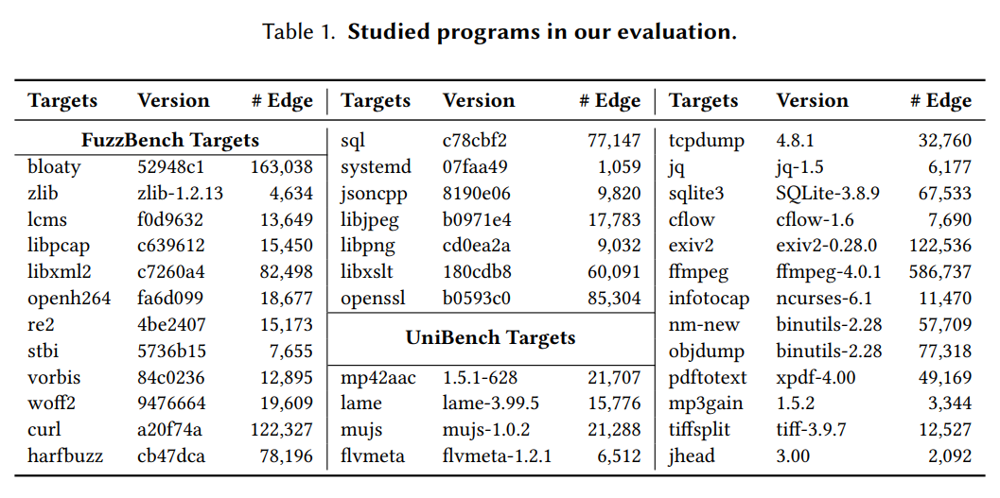 Table 1. Studied programs in our evaluation.
Targets Version # Edge
FuzzBench Targets
bloaty 52948c1 163,038
zlib zlib-1.2.13 4,634
lcms f0d9632 13,649
libpcap c639612 15,450
libxml2 c7260a4 82,498
openh264 fa6d099 18,677
re2 4be2407 15,173
stbi 5736b15 7,655
vorbis 84c0236 12,895
woff2 9476664 19,609
curl a20f74a 122,327
harfbuzz cb47dca 78,196
Targets Version # Edge
sql c78cbf2 77,147
systemd 07faa49 1,059
jsoncpp 8190e06 9,820
libjpeg b0971e4 17,783
libpng cd0ea2a 9,032
libxslt 180cdb8 60,091
openssl b0593c0 85,304
UniBench Targets
mp42aac 1.5.1-628 21,707
lame lame-3.99.5 15,776
mujs mujs-1.0.2 21,288
flvmeta flvmeta-1.2.1 6,512
Targets Version # Edge
tcpdump 4.8.1 32,760
jq jq-1.5 6,177
sqlite3 SQLite-3.8.9 67,533
cflow cflow-1.6 7,690
exiv2 exiv2-0.28.0 122,536
ffmpeg ffmpeg-4.0.1 586,737
infotocap ncurses-6.1 11,470
nm-new binutils-2.28 57,709
objdump binutils-2.28 77,318
pdftotext xpdf-4.00 49,169
mp3gain 1.5.2 3,344
tiffsplit tiff-3.9.7 12,527
jhead 3.00 2,092